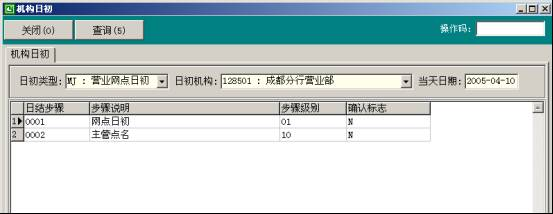 机构日初
关闭(0) 查询(5) 操作码:
机构日初
日初类型: MJ : 营业网点日初 日初机构: 128501 : 成都分行营业部 当天日期: 2005-04-10
日结步骤 步骤说明 步骤级别 确认标志
1 0001 网点日初 01 N
2 0002 主管点名 10 N